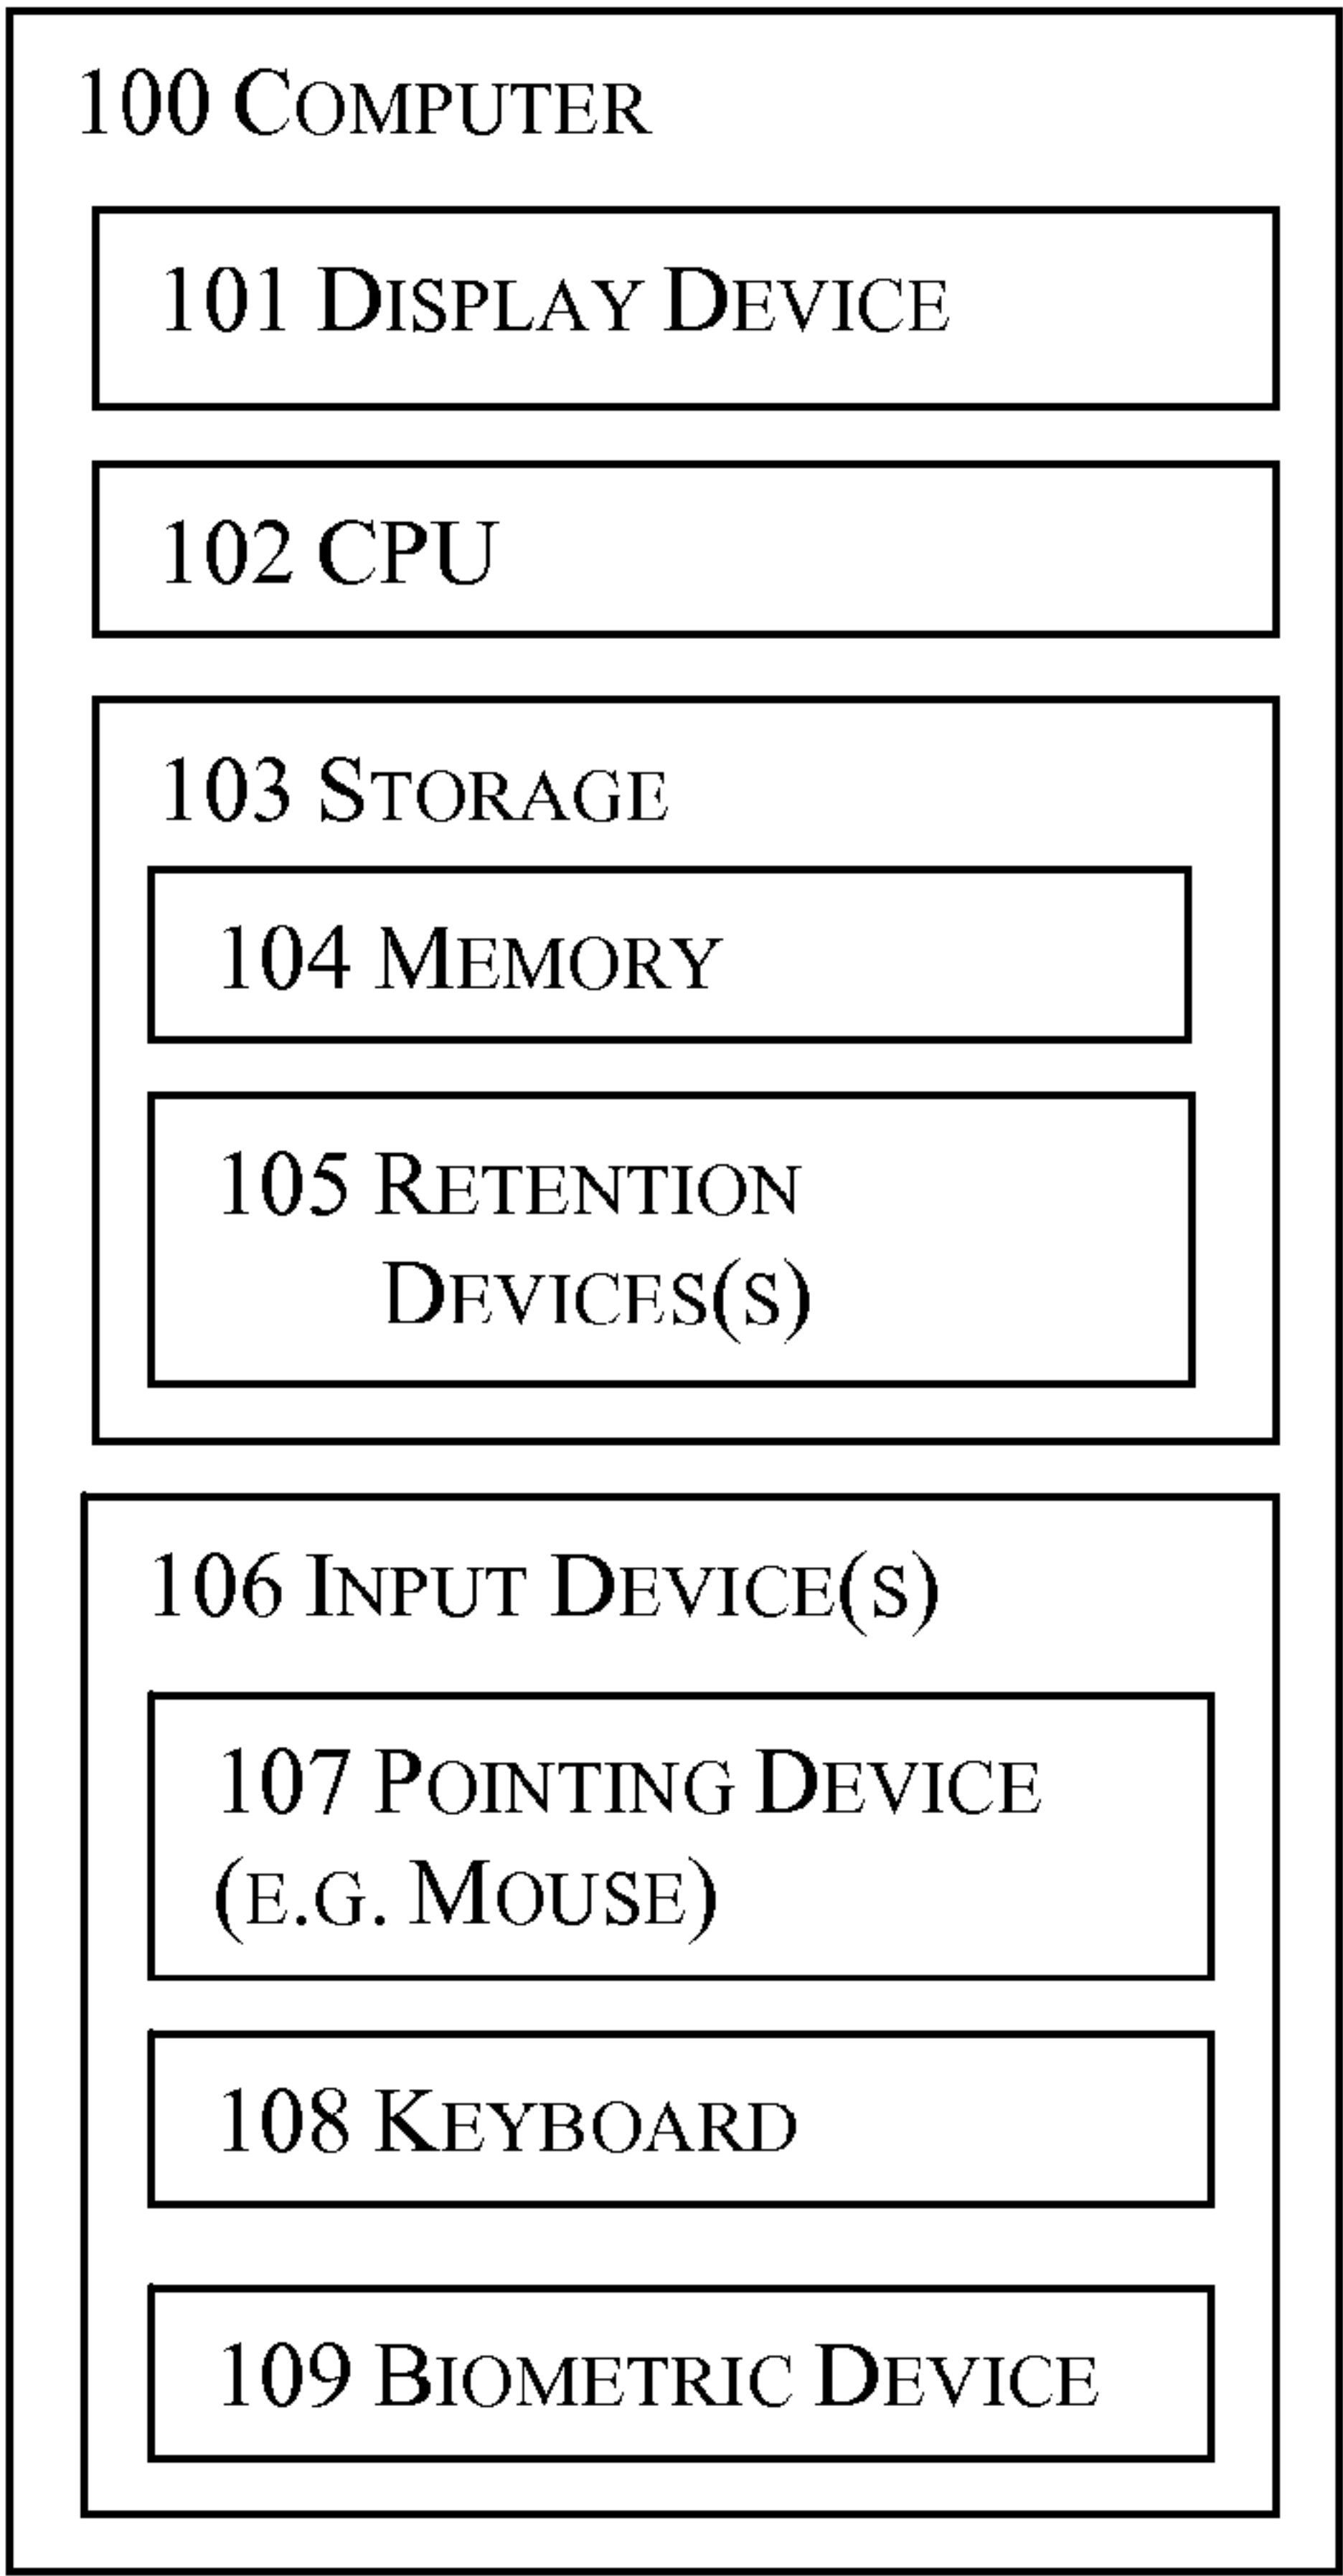 100 COMPUTER
101 DISPLAY DEVICE
102 CPU
103 STORAGE
104 MEMORY
105 RETENTION
DEVICES(S)
106 INPUT DEVICE(S)
107 POINTING DEVICE
(E.G. MOUSE)
108 KEYBOARD
109 BIOMETRIC DEVICE